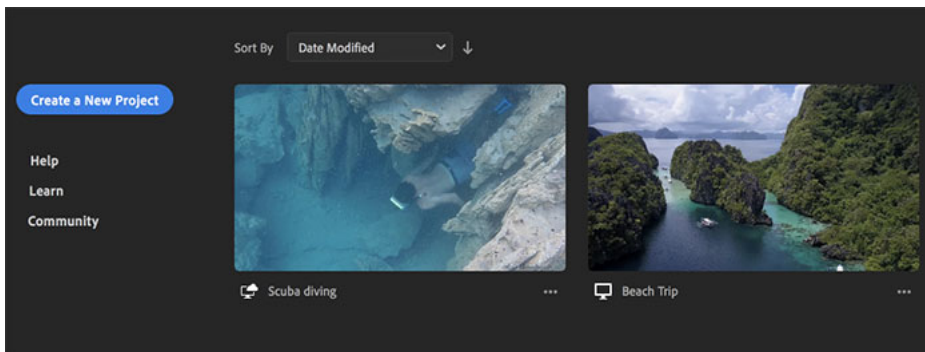 Sort By Date Modified
Create a New Project
Help
Learn
Community
Scuba diving
Beach Trip